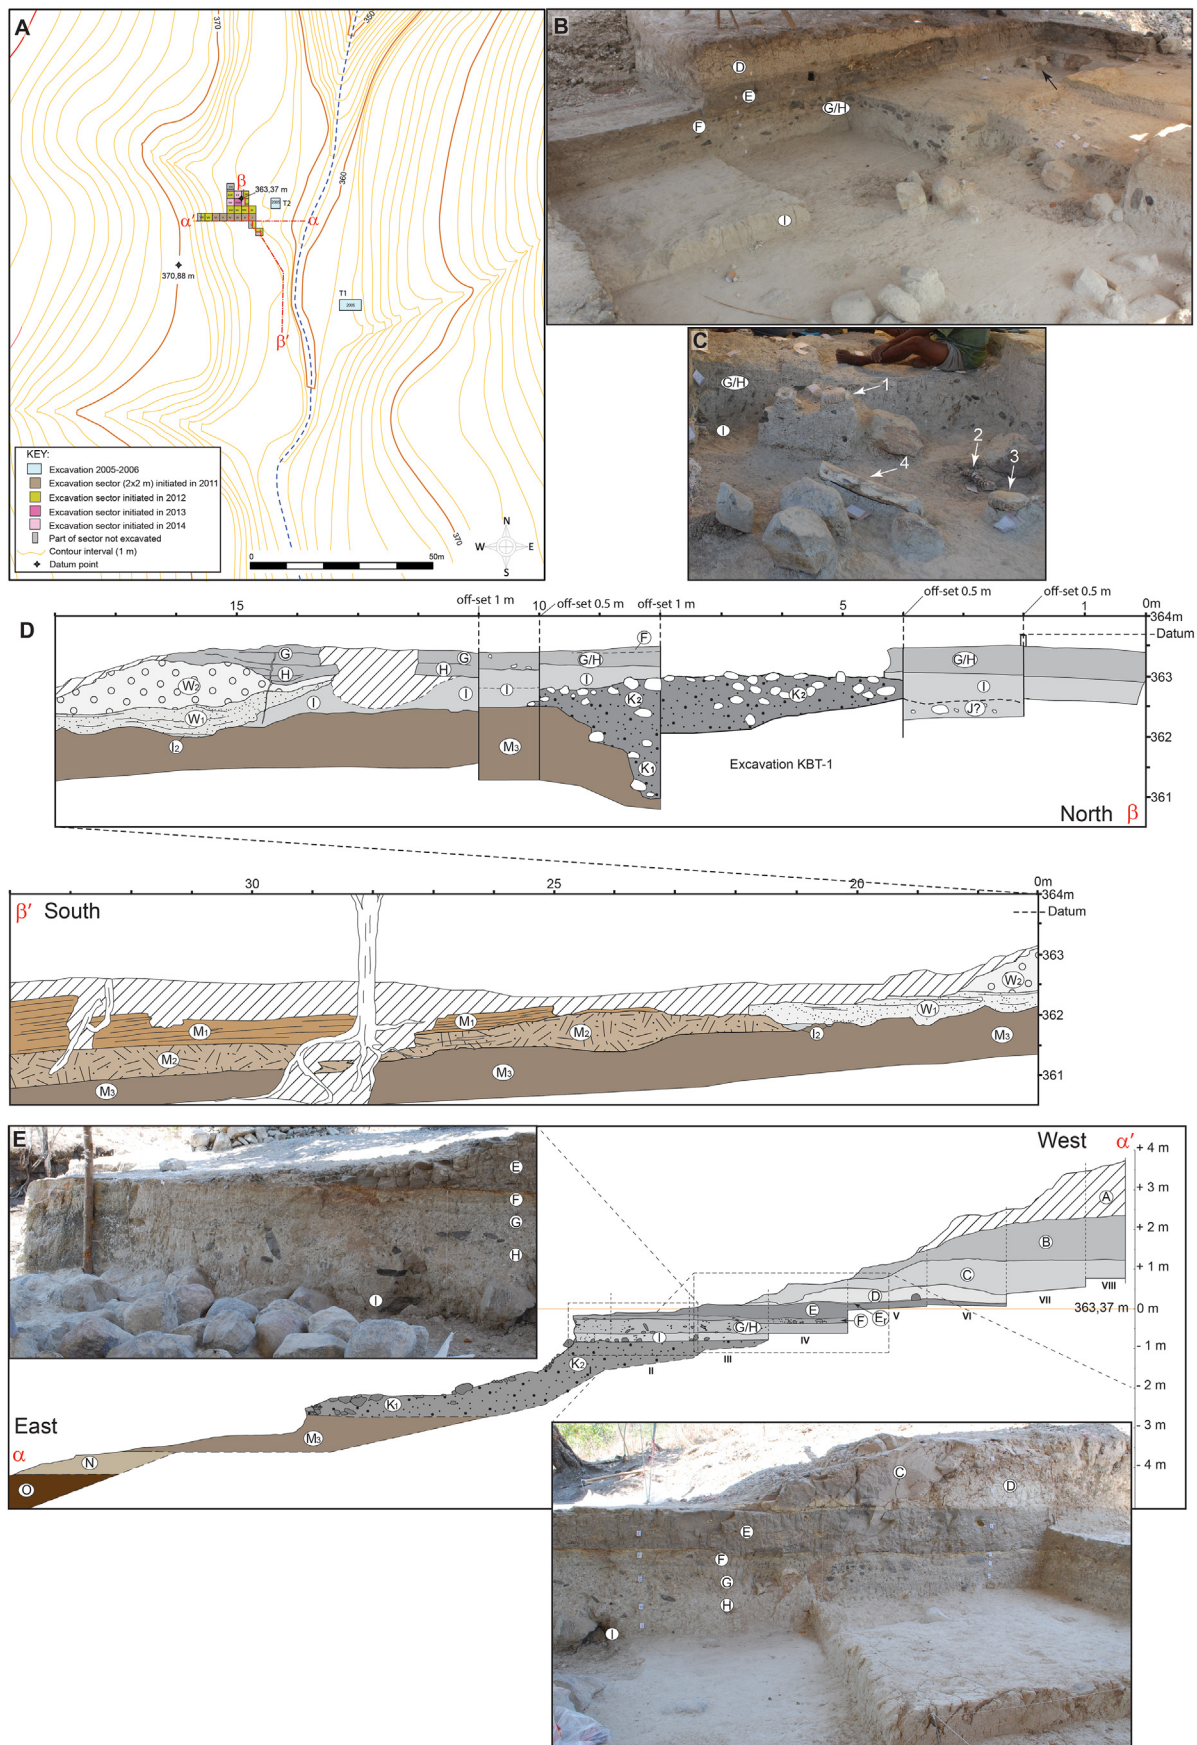 A
370
350
360
β
363,37 m
2005
T2
α'
α
370,88 m
T1
2005
β'
370
KEY:
Excavation 2005-2006
Excavation sector (2x2 m) initiated in 2011
Excavation sector initiated in 2012
Excavation sector initiated in 2013
Excavation sector initiated in 2014
Part of sector not excavated
Contour interval (1 m)
Datum point
N
W E
S
0 50m
B
D
E
G/H
F
I
C
G/H
1
I
2
3
4
D
off-set 1 m off-set 0.5 m off-set 1 m off-set 0.5 m off-set 0.5 m
15 10 5 1 0m
364m
Datum
F
G G G/H G/H
H H
363
I I I I I
W2 K2 K2
W1 J?
I2 M3
362
K1
Excavation KBT-1
361
North β
30 25 20 0m
364m
β' South
Datum
363
W2
W1
362
M1 M1 M2 I2 M3
M2
M3 M3
361
E
E
F
G
H
I
West α'
+ 4 m
+ 3 m
A
+ 2 m
B
+ 1 m
C
D
VIII
VII
363,37 m 0 m
E
F Er V VI
G/H IV
I
- 1 m
K2 I II III
- 2 m
K1
East
- 3 m
α
M3
N
- 4 m
O
C
D
E
F
G
H
I